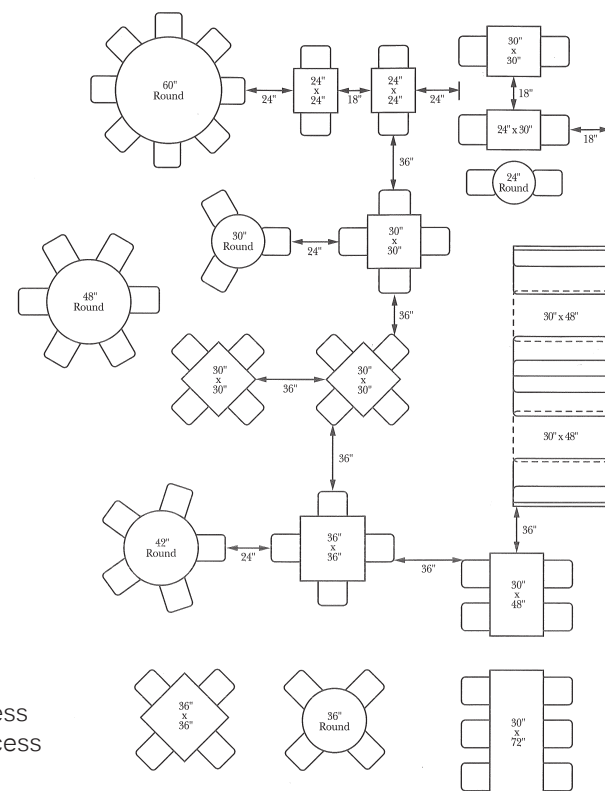 60"
Round
24"
24"
x
24"
18"
24"
x
24"
24"
30"
x
30"
18"
24" x 30"
18"
24"
Round
36"
30"
Round
24"
30"
x
30"
48"
Round
36"
30" x 48"
30"
x
30"
36"
30"
x
30"
36"
30" x 48"
42"
Round
24"
36"
x
36"
36"
36"
30"
x
48"
36"
x
36"
36"
Round
30"
x
72"
ess
cess